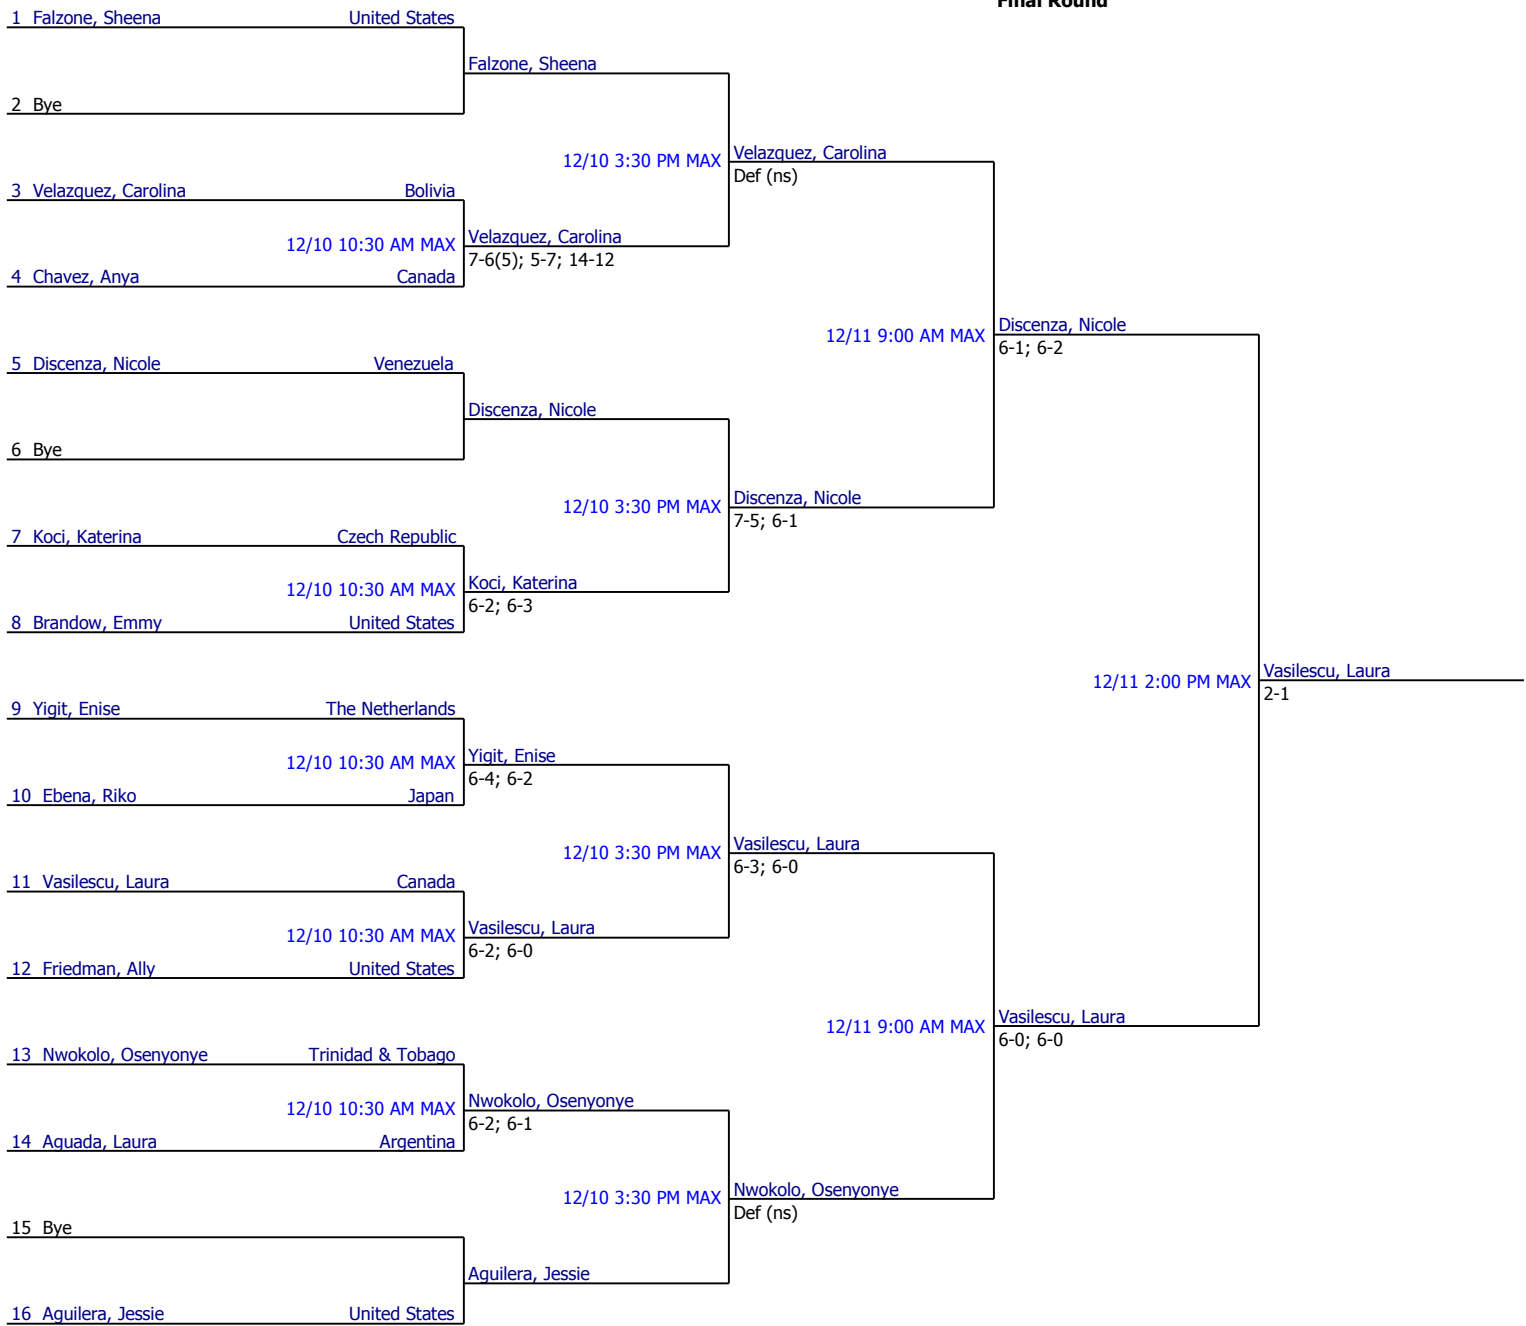 Final Round
1 Falzone, Sheena United States
Falzone, Sheena
2 Bye
12/10 3:30 PM MAX Velazquez, Carolina
Def (ns)
3 Velazquez, Carolina Bolivia
12/10 10:30 AM MAX Velazquez, Carolina
7-6(5); 5-7; 14-12
4 Chavez, Anya Canada
12/11 9:00 AM MAX Discenza, Nicole
6-1; 6-2
5 Discenza, Nicole Venezuela
Discenza, Nicole
6 Bye
12/10 3:30 PM MAX Discenza, Nicole
7-5; 6-1
7 Koci, Katerina Czech Republic
12/10 10:30 AM MAX Koci, Katerina
6-2; 6-3
8 Brandow, Emmy United States
12/11 2:00 PM MAX Vasilescu, Laura
2-1
9 Yigit, Enise The Netherlands
12/10 10:30 AM MAX Yigit, Enise
6-4; 6-2
10 Ebena, Riko Japan
12/10 3:30 PM MAX Vasilescu, Laura
6-3; 6-0
11 Vasilescu, Laura Canada
12/10 10:30 AM MAX Vasilescu, Laura
6-2; 6-0
12 Friedman, Ally United States
12/11 9:00 AM MAX Vasilescu, Laura
6-0; 6-0
13 Nwokolo, Osenyonye Trinidad & Tobago
12/10 10:30 AM MAX Nwokolo, Osenyonye
6-2; 6-1
14 Aguada, Laura Argentina
12/10 3:30 PM MAX Nwokolo, Osenyonye
Def (ns)
15 Bye
Aguilera, Jessie
16 Aguilera, Jessie United States